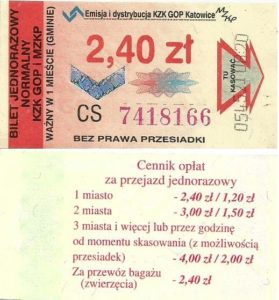 BILET JEDNORAZOWY
NORMALNY
KZK GOP i MZKP
WAŻNY W 1 MIEŚCIE (GMINIE)
Emisja i dystrybucja KZK GOP Katowice
MZKP
2,40 zł
TU KASOWAĆ
CS 7418166
BEZ PRAWA PRZESIADKI
Cennik opłat
za przejazd jednorazowy
1 miasto - 2,40 zł / 1,20 zł
2 miasta - 3,00 zł / 1,50 zł
3 miasta i więcej lub przez godzinę
od momentu skasowania (z możliwością
przesiadek) - 4,00 zł / 2,00 zł
Za przewóz bagażu
(zwierzęcia) - 2,40 zł